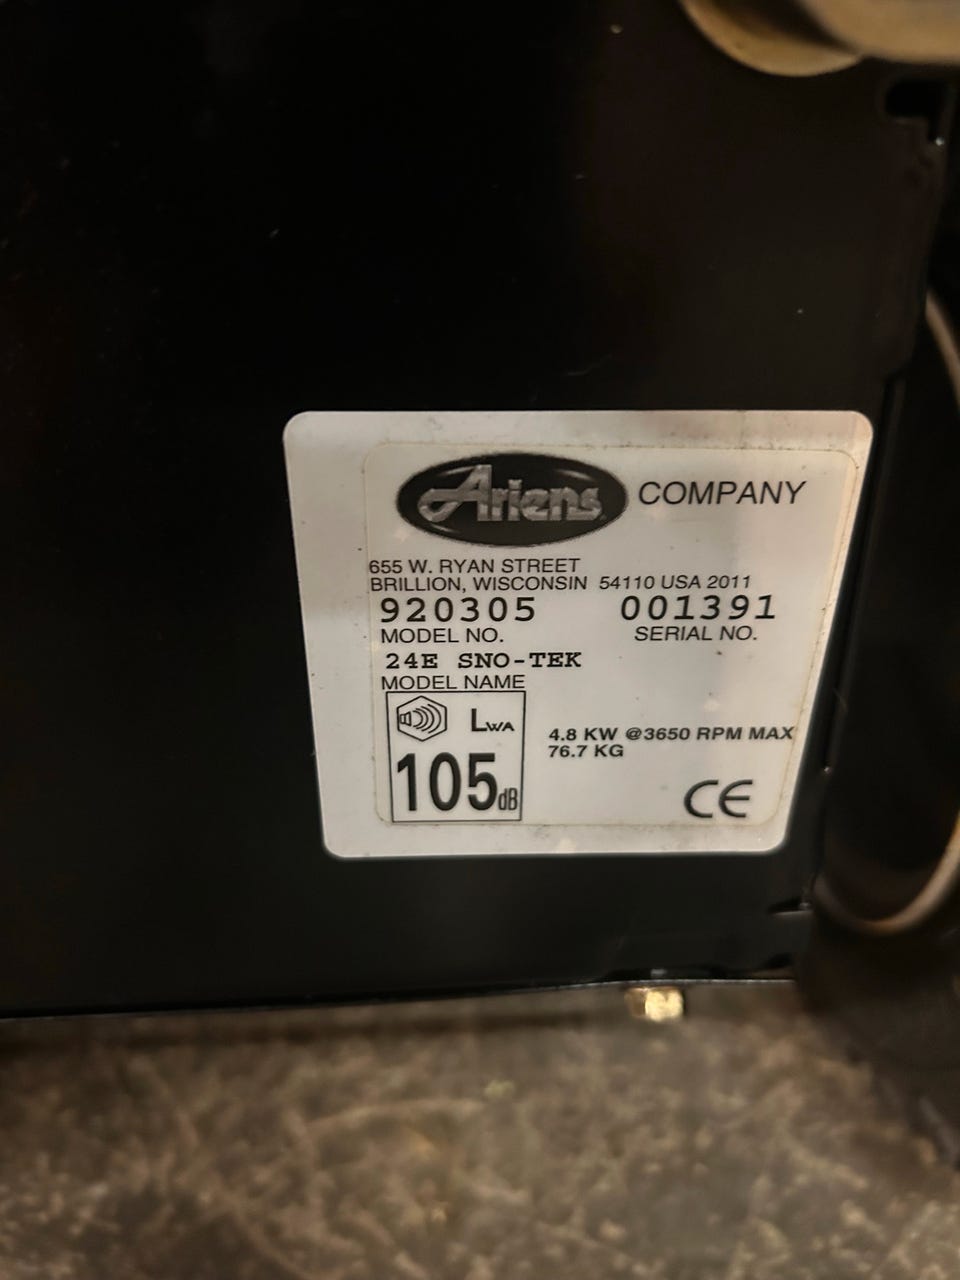 Ariens COMPANY
655 W. RYAN STREET
BRILLION, WISCONSIN 54110 USA 2011
920305 001391
MODEL NO. SERIAL NO.
24E SNO-TEK
MODEL NAME
LWA
105dB
4.8 KW @3650 RPM MAX
76.7 KG
CE